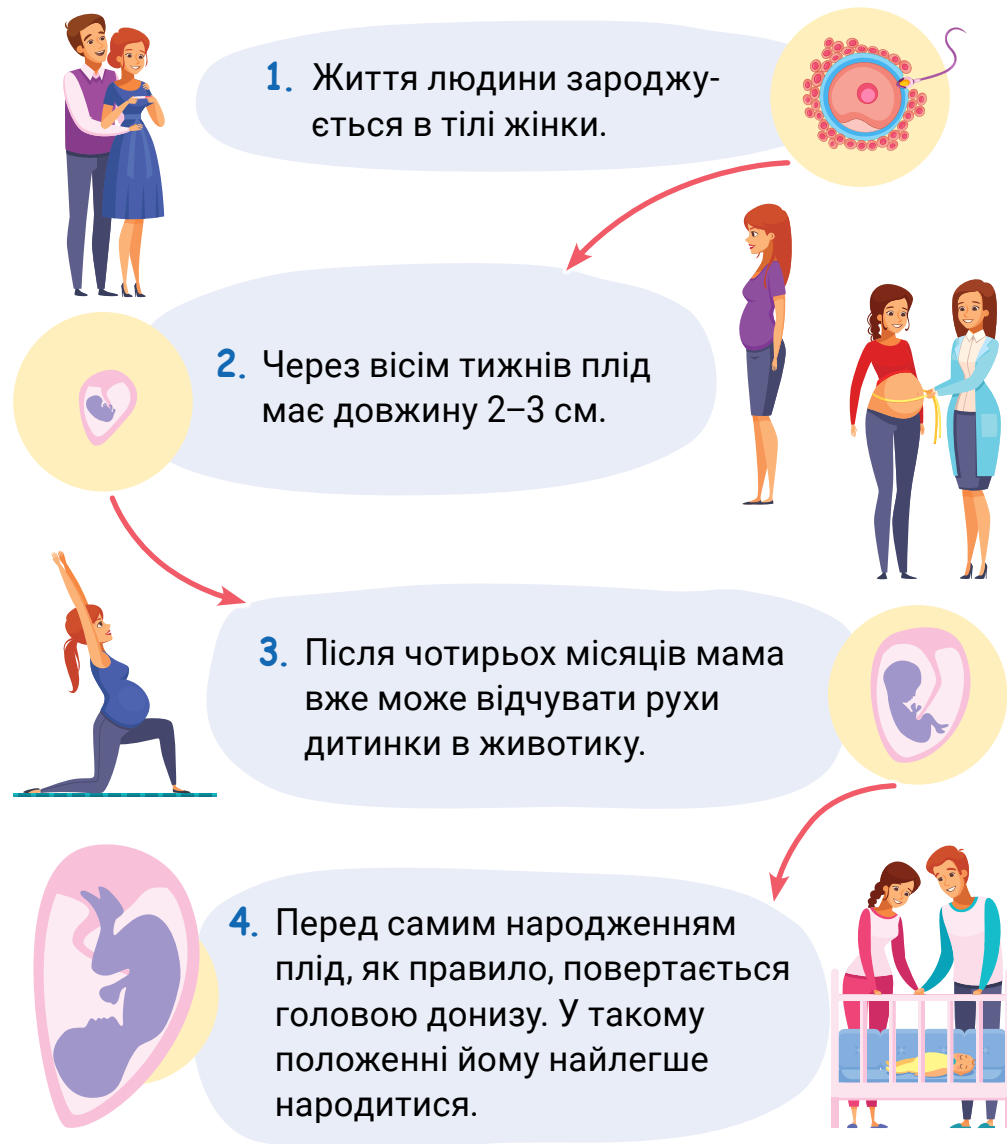 1. Життя людини зароджу-
ється в тілі жінки.
2. Через вісім тижнів плід
має довжину 2–3 см.
3. Після чотирьох місяців мама
вже може відчувати рухи
дитинки в животику.
4. Перед самим народженням
плід, як правило, повертається
головою донизу. У такому
положенні йому найлегше
народитися.